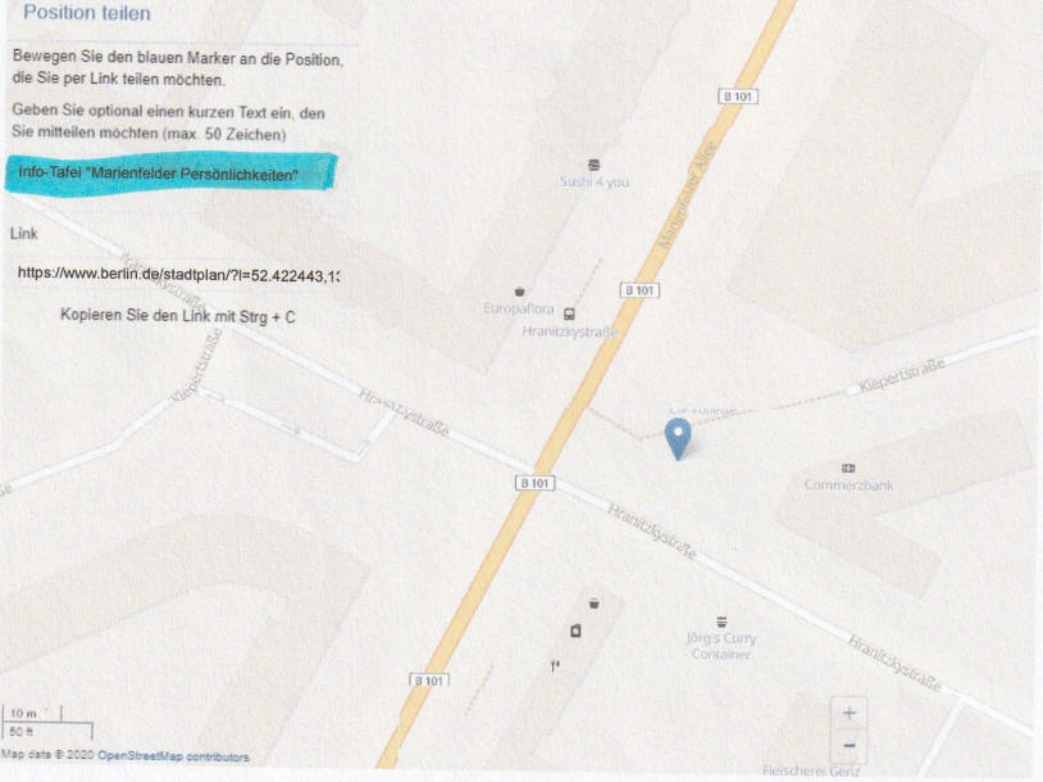 Position teilen
Bewegen Sie den blauen Marker an die Position,
die Sie per Link teilen möchten.
Geben Sie optional einen kurzen Text ein, den
Sie mitteilen möchten (max. 50 Zeichen)
Info-Tafel "Marienfelder Persönlichkeiten"
Link
https://www.berlin.de/stadtplan/?l=52.422443,13
Kopieren Sie den Link mit Strg + C
B 101
Marienfelder Allee
Sushi 4 you
B 101
Europaflora
Hranitzkystraße
Hranitzkystraße
Kiepertstraße
Hranitzkystraße
Kiepertstraße
Commerzbank
B 101
Hranitzkystraße
Jörg's Curry
Container
Hranitzkystraße
B 101
10 m
50 ft
+
−
Map data © 2020 OpenStreetMap contributors
Fleischerei Genz